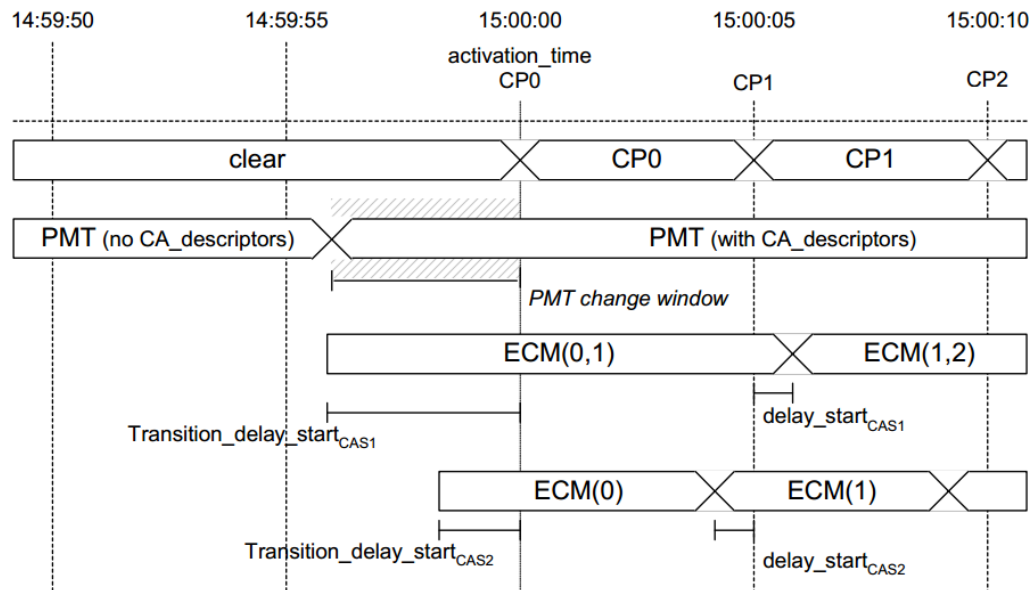 14:59:50 14:59:55 15:00:00 15:00:05 15:00:10
activation_time
CP0 CP1 CP2
clear CP0 CP1
PMT (no CA_descriptors) PMT (with CA_descriptors)
PMT change window
ECM(0,1) ECM(1,2)
Transition_delay_startCAS1 delay_startCAS1
ECM(0) ECM(1)
Transition_delay_startCAS2 delay_startCAS2